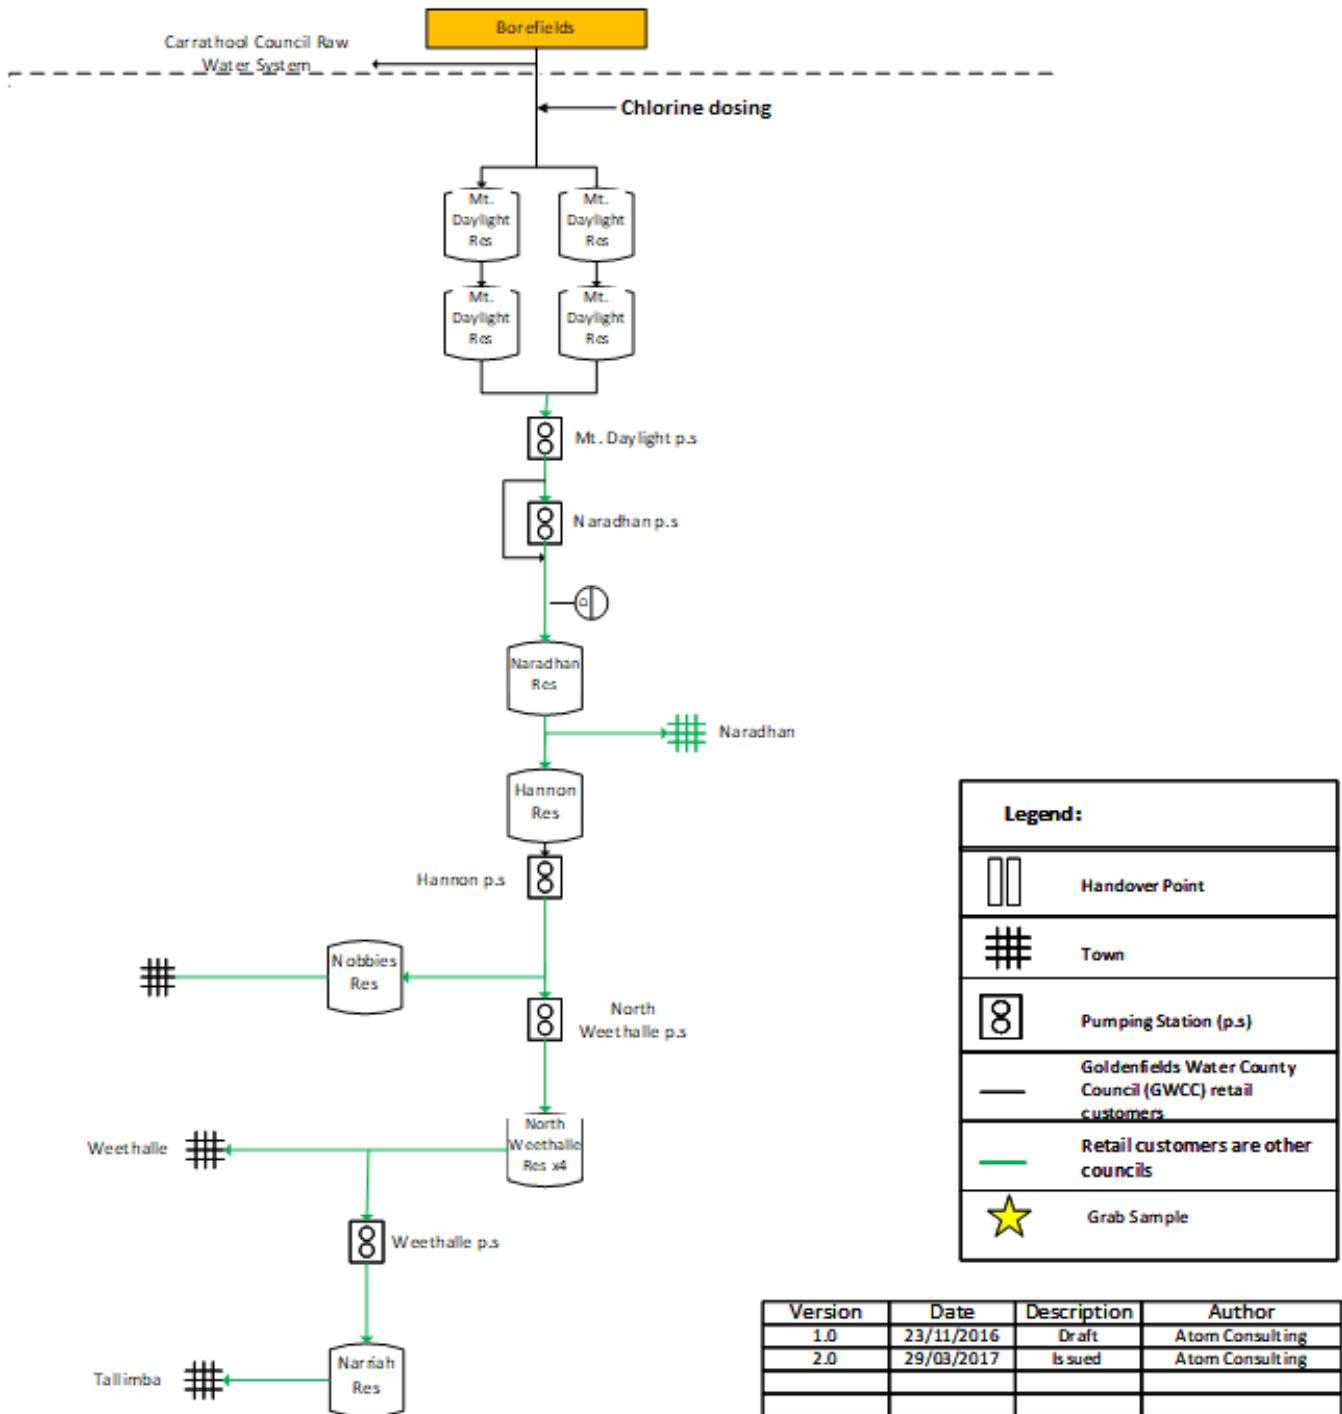 Borefields
Carrathool Council Raw
Water System
Chlorine dosing
Mt.
Daylight
Res
Mt.
Daylight
Res
Mt.
Daylight
Res
Mt.
Daylight
Res
Mt. Daylight p.s
Naradhan p.s
D
Naradhan
Res
Naradhan
Hannon
Res
Hannon p.s
Nobbies
Res
North
Weethalle p.s
North
Weethalle
Res x4
Weethalle
Weethalle p.s
Narriah
Res
Tallimba
Legend:
Handover Point
Town
Pumping Station (p.s)
Goldenfields Water County
Council (GWCC) retail
customers
Retail customers are other
councils
Grab Sample
Version Date Description Author
1.0 23/11/2016 Draft Atom Consulting
2.0 29/03/2017 Issued Atom Consulting